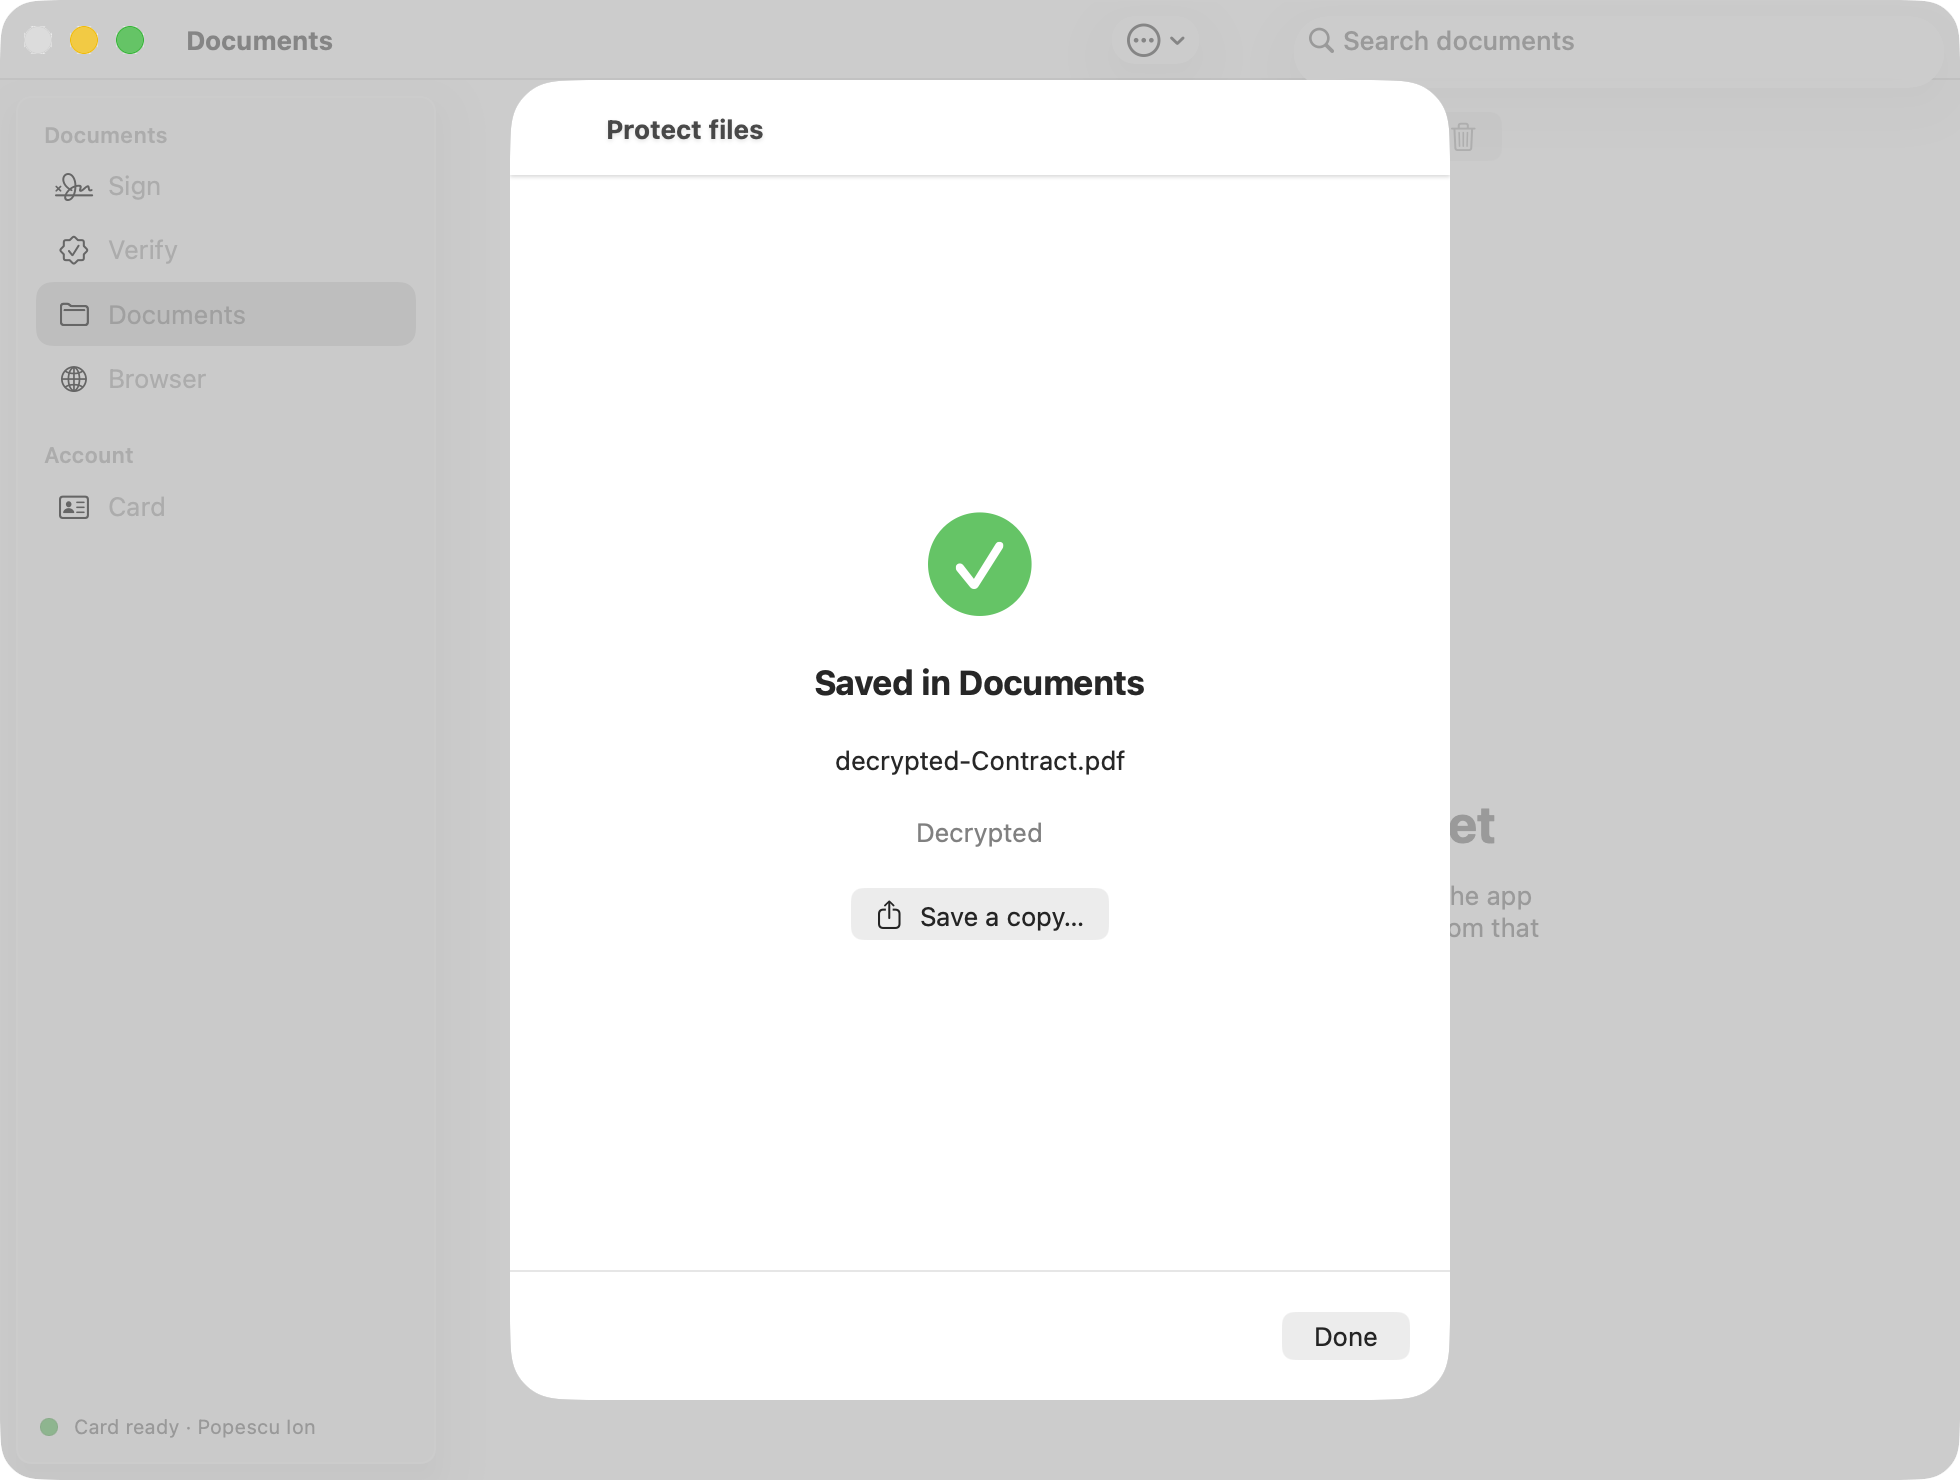 Documents
Search documents
Documents
Sign
Verify
Documents
Browser
Account
Card
Card ready · Popescu Ion
Protect files
Saved in Documents
decrypted-Contract.pdf
Decrypted
Save a copy...
Done
et
he app
om that